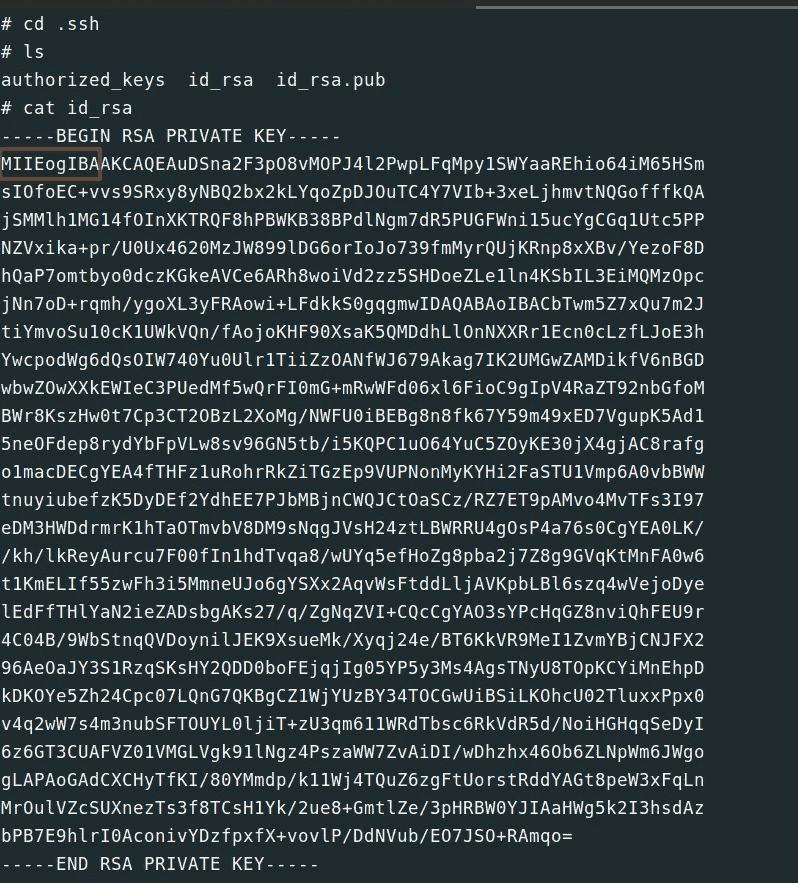 # cd .ssh
# ls
authorized_keys  id_rsa  id_rsa.pub
# cat id_rsa
-----BEGIN RSA PRIVATE KEY-----
MIIEogIBAAKCAQEAuDSna2F3pO8vMOPJ4l2PwpLFqMpy1SWYaaREhio64iM65HSm
sIOfoEC+vvs9SRxy8yNBQ2bx2kLYqoZpDJOuTC4Y7VIb+3xeLjhmvtNQGofffkQA
jSMMlh1MG14fOInXKTRQF8hPBWKB38BPdlNgm7dR5PUGFWni15ucYgCGq1Utc5PP
NZVxika+pr/U0Ux4620MzJW899lDG6orIoJo739fmMyrQUjKRnp8xXBv/YezoF8D
hQaP7omtbyo0dczKGkeAVCe6ARh8woiVd2zz5SHDoeZLe1ln4KSbIL3EiMQMzOpc
jNn7oD+rqmh/ygoXL3yFRAowi+LFdkkS0gqgmwIDAQABAoIBACbTwm5Z7xQu7m2J
tiYmvoSu10cK1UWkVQn/fAojoKHF90XsaK5QMDdhLlOnNXXRr1Ecn0cLzfLJoE3h
YwcpodWg6dQsOIW740Yu0Ulr1TiiZzOANfWJ679Akag7IK2UMGwZAMDikfV6nBGD
wbwZOwXXkEWIeC3PUedMf5wQrFI0mG+mRwWFd06xl6FioC9gIpV4RaZT92nbGfoM
BWr8KszHw0t7Cp3CT2OBzL2XoMg/NWFU0iBEBg8n8fk67Y59m49xED7VgupK5Ad1
5neOFdep8rydYbFpVLw8sv96GN5tb/i5KQPC1uO64YuC5ZOyKE30jX4gjAC8rafg
o1macDECgYEA4fTHFz1uRohrRkZiTGzEp9VUPNonMyKYHi2FaSTU1Vmp6A0vbBWW
tnuyiubefzK5DyDEf2YdhEE7PJbMBjnCWQJCtOaSCz/RZ7ET9pAMvo4MvTFs3I97
eDM3HWDdrmrK1hTaOTmvbV8DM9sNqgJVsH24ztLBWRRU4gOsP4a76s0CgYEA0LK/
/kh/lkReyAurcu7F00fIn1hdTvqa8/wUYq5efHoZg8pba2j7Z8g9GVqKtMnFA0w6
t1KmELIf55zwFh3i5MmneUJo6gYSXx2AqvWsFtddLljAVKpbLBl6szq4wVejoDye
lEdFfTHlYaN2ieZADsbgAKs27/q/ZgNqZVI+CQcCgYAO3sYPcHqGZ8nviQhFEU9r
4C04B/9WbStnqQVDoynilJEK9XsueMk/Xyqj24e/BT6KkVR9MeI1ZvmYBjCNJFX2
96AeOaJY3S1RzqSKsHY2QDD0boFEjqjIg05YP5y3Ms4AgsTNyU8TOpKCYiMnEhpD
kDKOYe5Zh24Cpc07LQnG7QKBgCZ1WjYUzBY34TOCGwUiBSiLKOhcU02TluxxPpx0
v4q2wW7s4m3nubSFTOUYL0ljiT+zU3qm611WRdTbsc6RkVdR5d/NoiHGHqqSeDyI
6z6GT3CUAFVZ01VMGLVgk91lNgz4PszaWW7ZvAiDI/wDhzhx46Ob6ZLNpWm6JWgo
gLAPAoGAdCXCHyTfKI/80YMmdp/k11Wj4TQuZ6zgFtUorstRddYAGt8peW3xFqLn
MrOulVZcSUXnezTs3f8TCsH1Yk/2ue8+GmtlZe/3pHRBW0YJIAaHWg5k2I3hsdAz
bPB7E9hlrI0AconivYDzfpxfX+vovlP/DdNVub/EO7JSO+RAmqo=
-----END RSA PRIVATE KEY-----